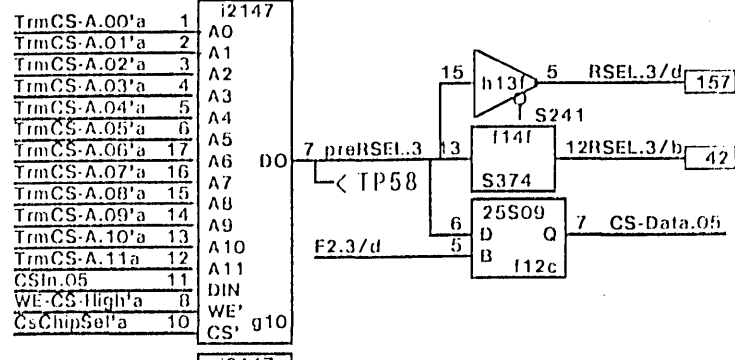 i2147
TrmCS-A.00'a 1 A0
TrmCS-A.01'a 2 A1
TrmCS-A.02'a 3 A2
TrmCS-A.03'a 4 A3
TrmCS-A.04'a 5 A4
TrmCS-A.05'a 6 A5
TrmCS-A.06'a 17 A6
TrmCS-A.07'a 16 A7
TrmCS-A.08'a 15 A8
TrmCS-A.09'a 14 A9
TrmCS-A.10'a 13 A10
TrmCS-A.11a 12 A11
CSIn.05 11 DIN
WE-CS-High'a 8 WE'
CsChipSel'a 10 CS'
g10
DO 7 preRSEL.3
< TP58
15 h13f 5 RSEL.3/d 157
S241
13 f14f 12RSEL.3/b 42
S374
25S09
6 D Q 7 CS-Data.05
F2.3/d 5 B
f12c
i2147